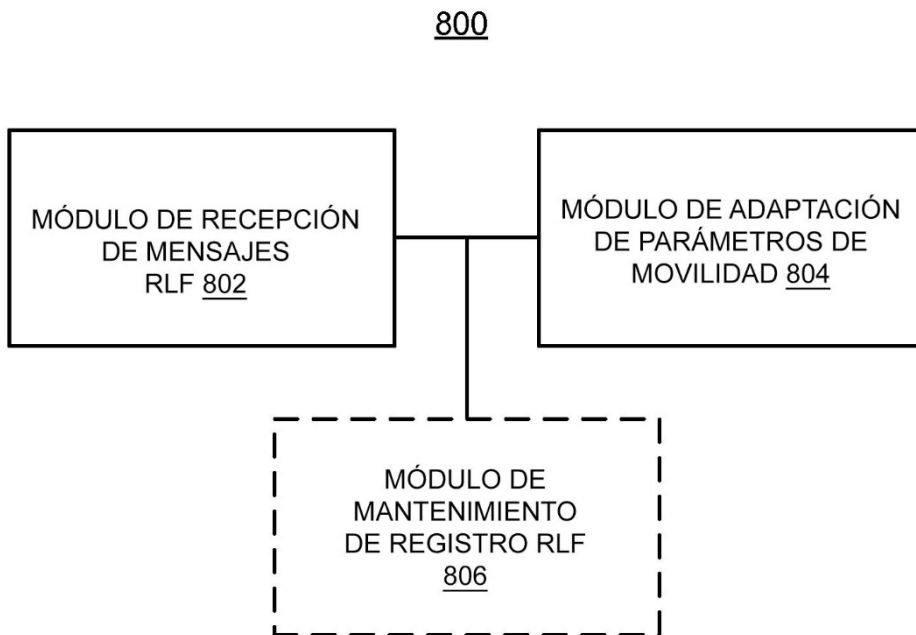 800
MÓDULO DE RECEPCIÓN
DE MENSAJES
RLF 802
MÓDULO DE ADAPTACIÓN
DE PARÁMETROS DE
MOVILIDAD 804
MÓDULO DE
MANTENIMIENTO
DE REGISTRO RLF
806